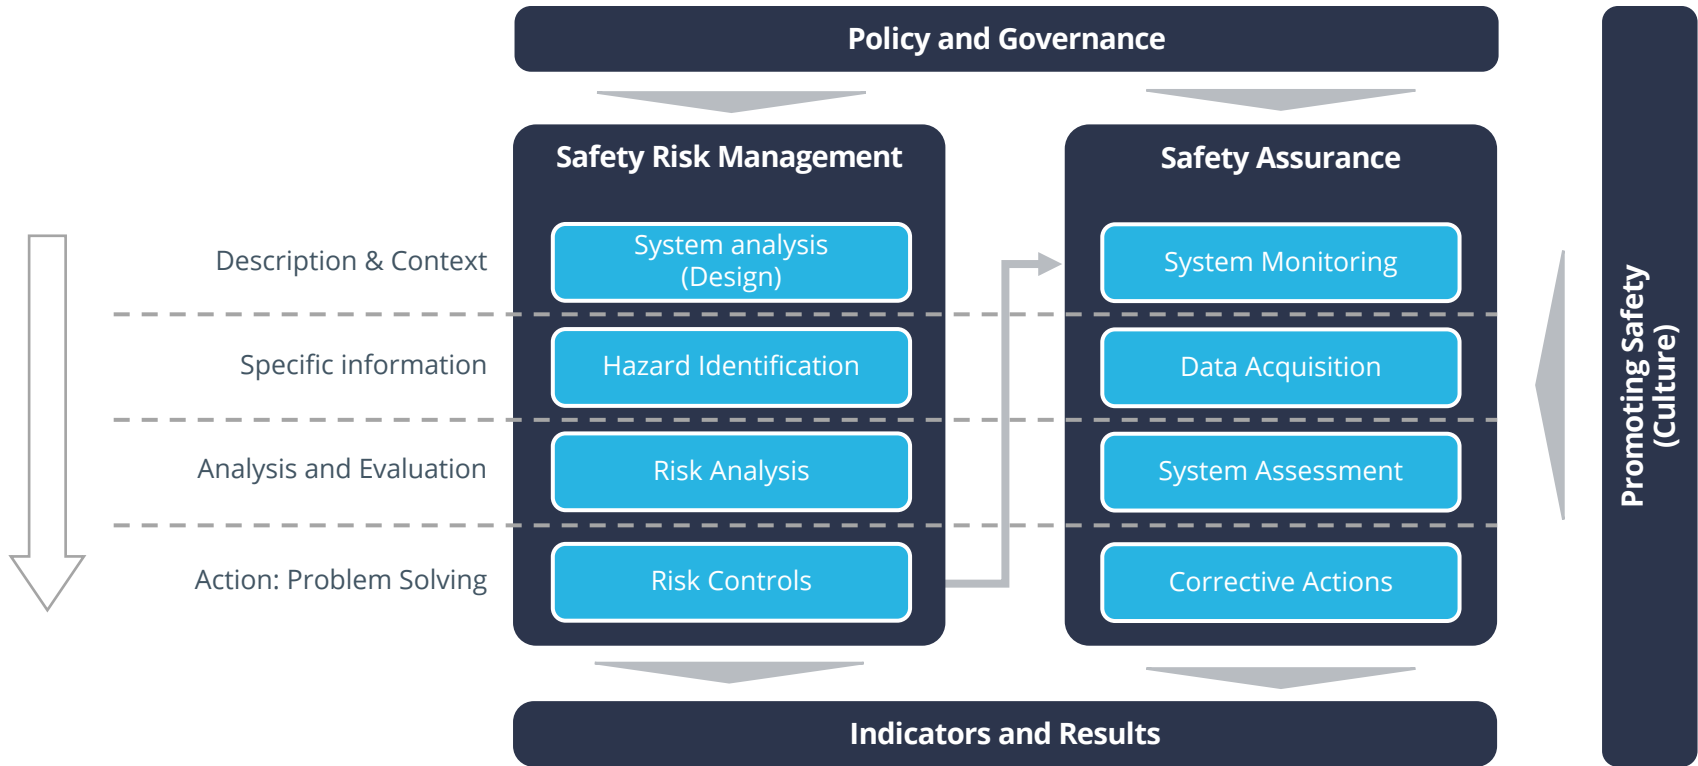 Policy and Governance
Safety Risk Management
Safety Assurance
Description & Context
System analysis
(Design)
System Monitoring
Specific information
Hazard Identification
Data Acquisition
Analysis and Evaluation
Risk Analysis
System Assessment
Action: Problem Solving
Risk Controls
Corrective Actions
Indicators and Results
Promoting Safety
(Culture)